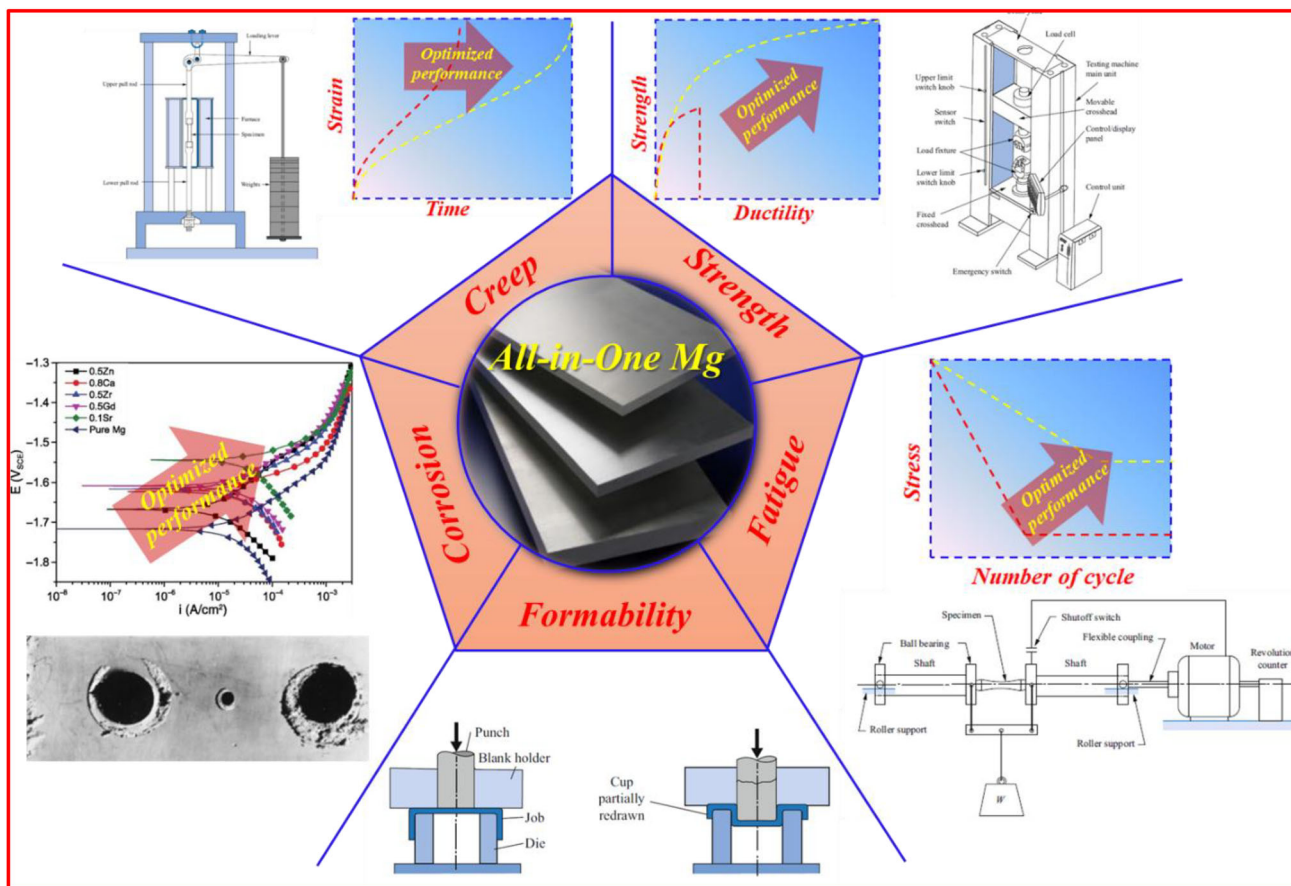 Loading lever
Upper pull rod
Furnace
Specimen
Lower pull rod
Weights
Strain
Optimized
performance
Time
Strength
Optimized
performance
Ductility
Load cell
Upper limit
switch knob
Testing machine
main unit
Sensor
switch
Movable
crosshead
Control/display
panel
Load fixture
Lower limit
switch knob
Control unit
Fixed
crosshead
Emergency switch
Creep
Strength
All-in-One Mg
Corrosion
Fatigue
Formability
E (VSCE)
-1.3
-1.4
-1.5
-1.6
-1.7
-1.8
0.5Zn
0.8Ca
0.5Zr
0.5Gd
0.1Sr
Pure Mg
Optimized
performance
10⁻⁸ 10⁻⁷ 10⁻⁶ 10⁻⁵ 10⁻⁴ 10⁻³
i (A/cm²)
Stress
Optimized
performance
Number of cycle
Specimen
Shutoff switch
Ball bearing
Flexible coupling
Motor
Revolution
counter
Shaft
Shaft
Roller support
Roller support
W
Punch
Blank holder
Job
Die
Cup
partially
redrawn